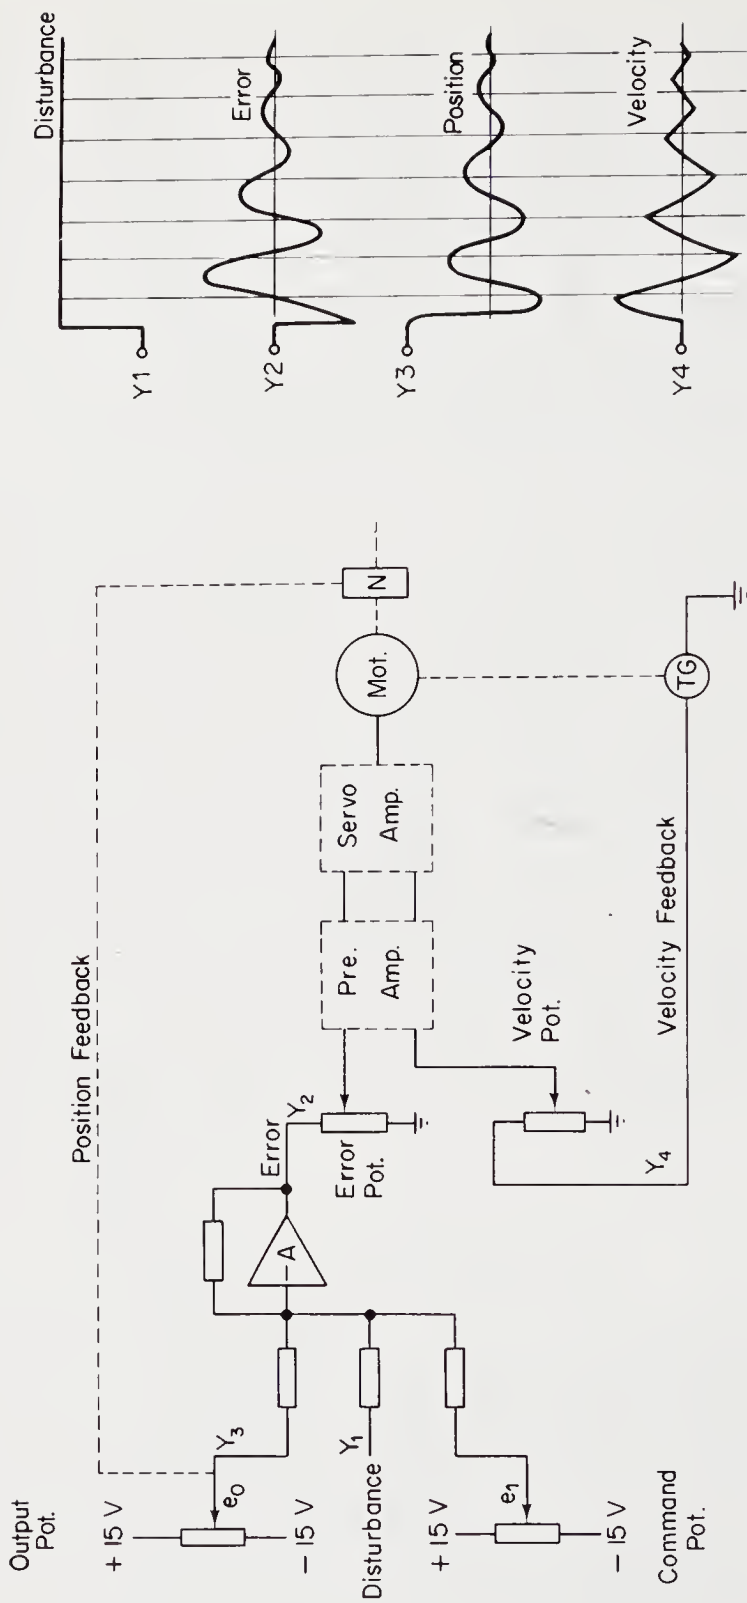 Output
Pot.
+ 15 V
e0
Y3
– 15 V
Position Feedback
Disturbance
Y1
+ 15 V
e1
– 15 V
Command
Pot.
–A
Error
Y2
Error
Pot.
Pre.
Amp.
Servo
Amp.
Mot.
N
Velocity
Pot.
Y4
Velocity Feedback
TG
Y1
Disturbance
Y2
Error
Y3
Position
Y4
Velocity